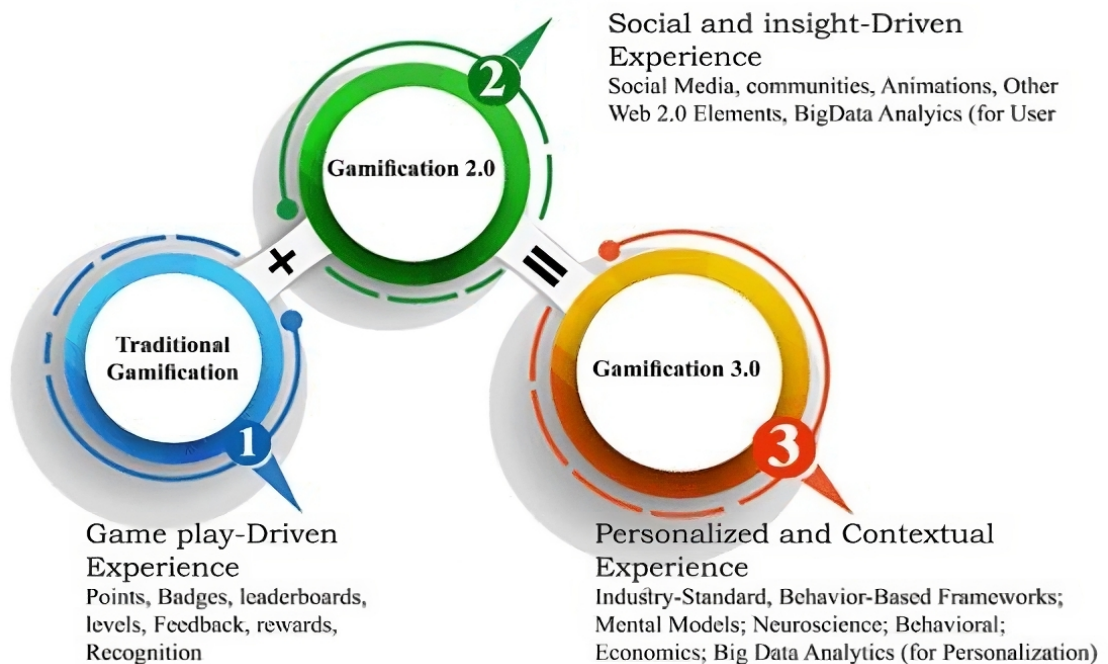 Social and insight-Driven
Experience
Social Media, communities, Animations, Other
Web 2.0 Elements, BigData Analyics (for User
2
Gamification 2.0
+
=
Traditional
Gamification
1
Gamification 3.0
3
Game play-Driven
Experience
Points, Badges, leaderboards,
levels, Feedback, rewards,
Recognition
Personalized and Contextual
Experience
Industry-Standard, Behavior-Based Frameworks;
Mental Models; Neuroscience; Behavioral;
Economics; Big Data Analytics (for Personalization)